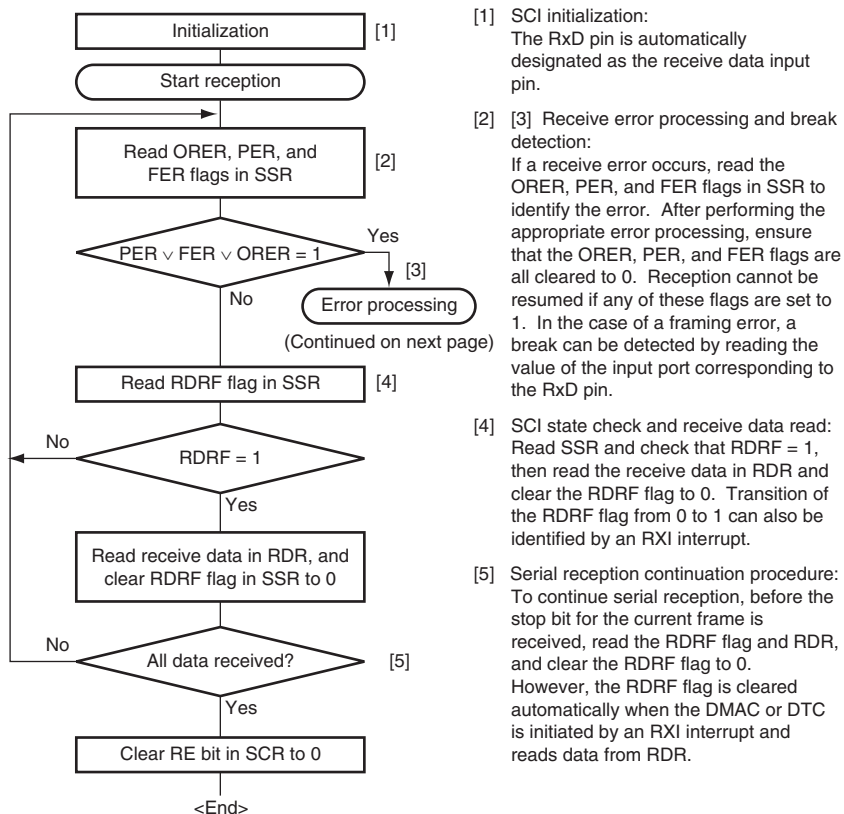 Initialization [1]
Start reception
Read ORER, PER, and
FER flags in SSR
[2]
PER ∨ FER ∨ ORER = 1
Yes
[3]
No
Error processing
(Continued on next page)
Read RDRF flag in SSR [4]
No
RDRF = 1
Yes
Read receive data in RDR, and
clear RDRF flag in SSR to 0
No
All data received? [5]
Yes
Clear RE bit in SCR to 0
<End>
[1] SCI initialization:
The RxD pin is automatically
designated as the receive data input
pin.
[2] [3] Receive error processing and break
detection:
If a receive error occurs, read the
ORER, PER, and FER flags in SSR to
identify the error. After performing the
appropriate error processing, ensure
that the ORER, PER, and FER flags are
all cleared to 0. Reception cannot be
resumed if any of these flags are set to
1. In the case of a framing error, a
break can be detected by reading the
value of the input port corresponding to
the RxD pin.
[4] SCI state check and receive data read:
Read SSR and check that RDRF = 1,
then read the receive data in RDR and
clear the RDRF flag to 0. Transition of
the RDRF flag from 0 to 1 can also be
identified by an RXI interrupt.
[5] Serial reception continuation procedure:
To continue serial reception, before the
stop bit for the current frame is
received, read the RDRF flag and RDR,
and clear the RDRF flag to 0.
However, the RDRF flag is cleared
automatically when the DMAC or DTC
is initiated by an RXI interrupt and
reads data from RDR.